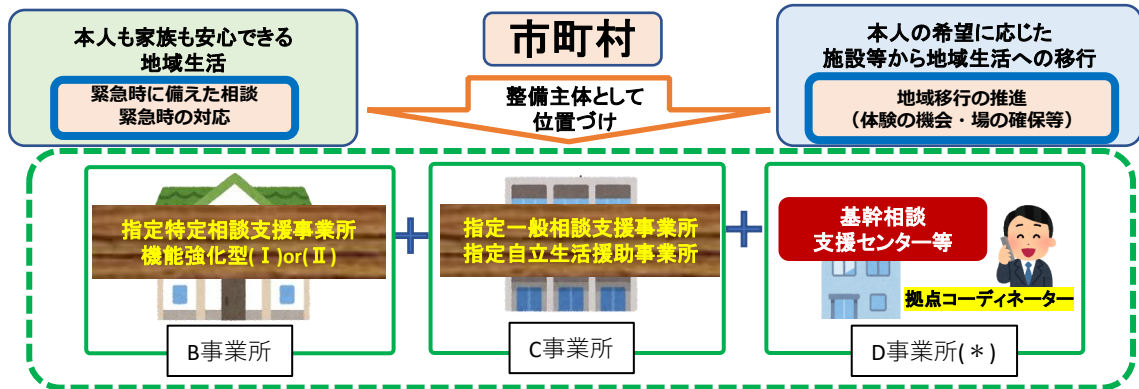 本人も家族も安心できる
地域生活
緊急時に備えた相談
緊急時の対応
市町村
整備主体として
位置づけ
本人の希望に応じた
施設等から地域生活への移行
地域移行の推進
（体験の機会・場の確保等）
指定特定相談支援事業所
機能強化型(Ⅰ)or(Ⅱ)
B事業所
+
指定一般相談支援事業所
指定自立生活援助事業所
C事業所
+
基幹相談
支援センター等
拠点コーディネーター
D事業所(＊)